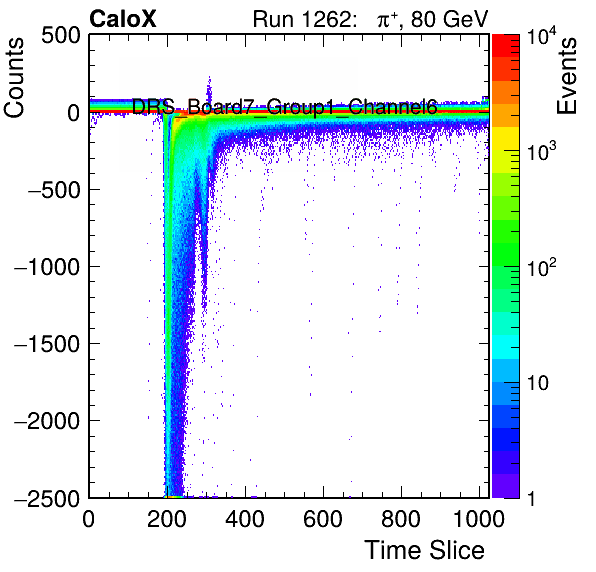 CaloX Run 1262: π⁺, 80 GeV
Counts
Events
DRS_Board7_Group1_Channel6
500
0
−500
−1000
−1500
−2000
−2500
0 200 400 600 800 1000
Time Slice
10⁴
10³
10²
10
1